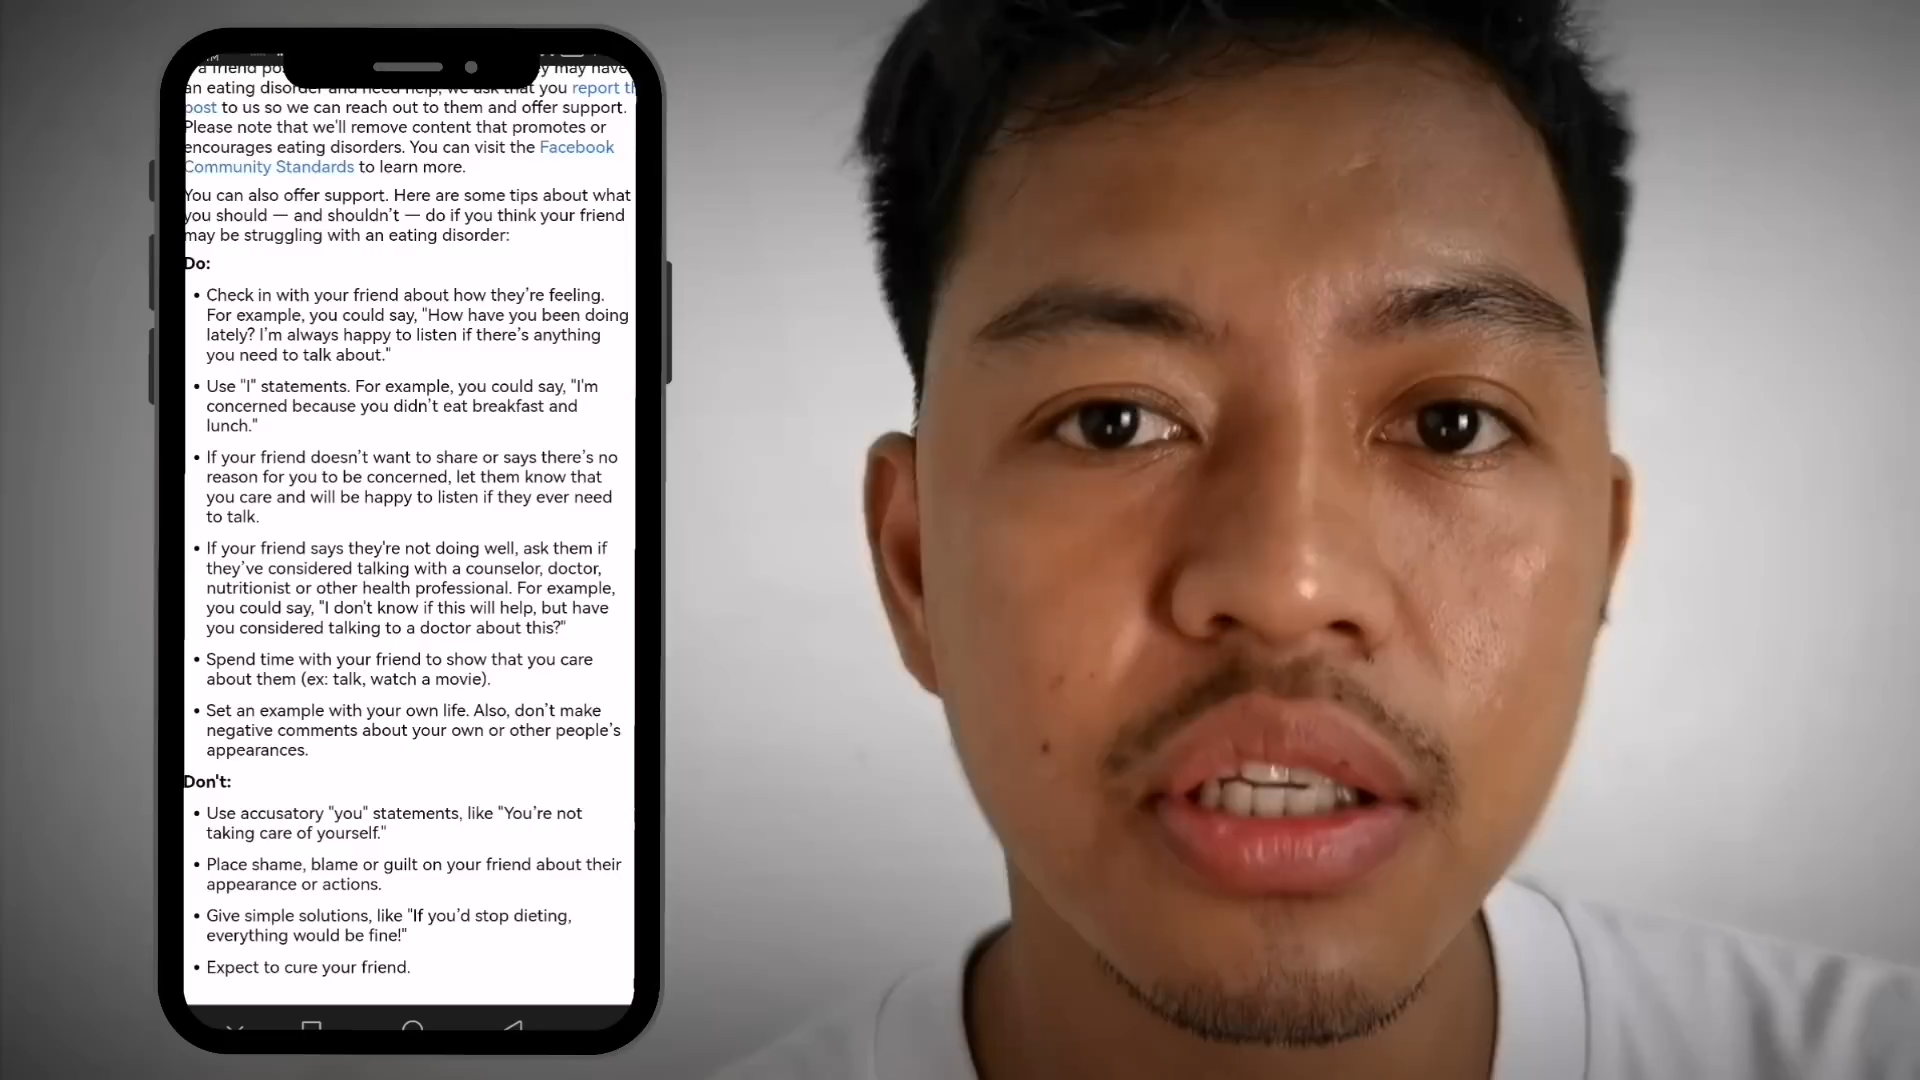 a friend pos
ey may have
an eating disorder and need help, we ask that you report th
post to us so we can reach out to them and offer support.
Please note that we'll remove content that promotes or
encourages eating disorders. You can visit the Facebook
Community Standards to learn more.
You can also offer support. Here are some tips about what
you should — and shouldn’t — do if you think your friend
may be struggling with an eating disorder:
Do:
• Check in with your friend about how they’re feeling.
For example, you could say, "How have you been doing
lately? I’m always happy to listen if there’s anything
you need to talk about."
• Use "I" statements. For example, you could say, "I'm
concerned because you didn’t eat breakfast and
lunch."
• If your friend doesn’t want to share or says there’s no
reason for you to be concerned, let them know that
you care and will be happy to listen if they ever need
to talk.
• If your friend says they're not doing well, ask them if
they’ve considered talking with a counselor, doctor,
nutritionist or other health professional. For example,
you could say, "I don't know if this will help, but have
you considered talking to a doctor about this?"
• Spend time with your friend to show that you care
about them (ex: talk, watch a movie).
• Set an example with your own life. Also, don’t make
negative comments about your own or other people’s
appearances.
Don't:
• Use accusatory "you" statements, like "You’re not
taking care of yourself."
• Place shame, blame or guilt on your friend about their
appearance or actions.
• Give simple solutions, like "If you’d stop dieting,
everything would be fine!"
• Expect to cure your friend.